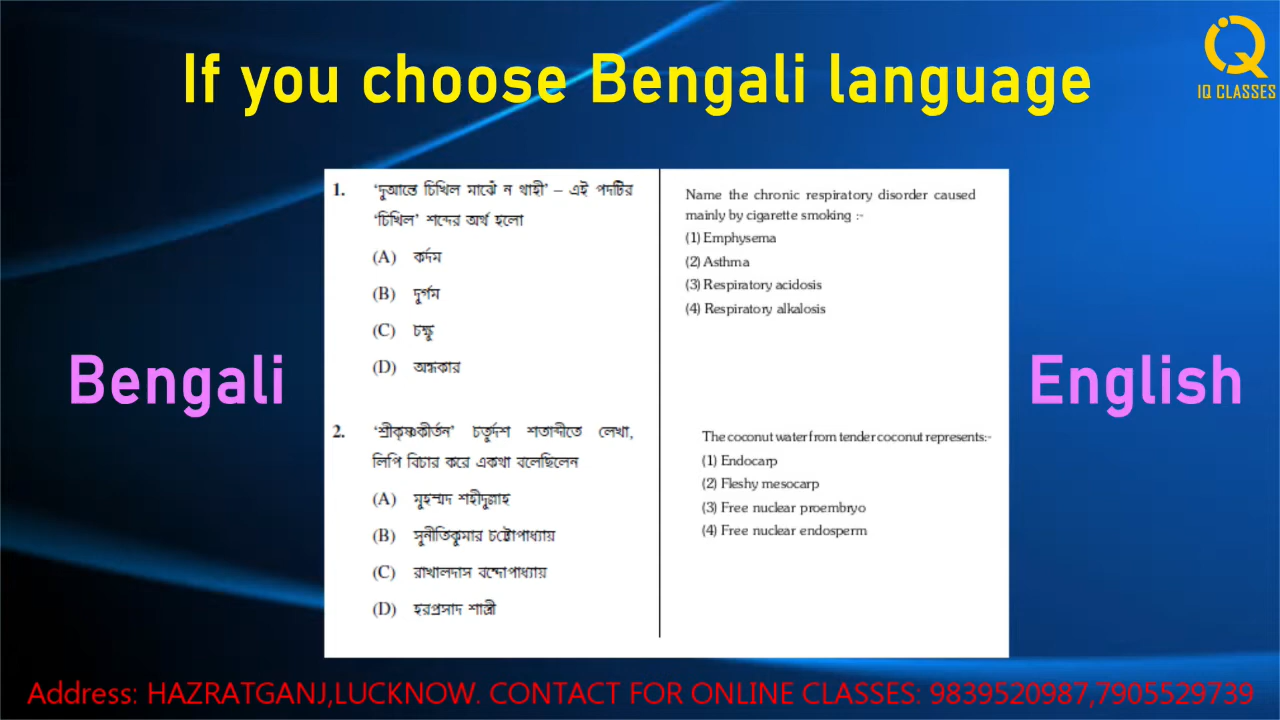 If you choose Bengali language
IQ CLASSES
1. ‘দুআন্তে চিখিল মাঝেঁ ন থাহী’ – এই পদটির
‘চিখিল’ শব্দের অর্থ হলো
(A) কর্দম
(B) দুর্গম
(C) চক্ষু
(D) অন্ধকার
2. ‘শ্রীকৃষ্ণকীর্তন’ চতুর্দশ শতাব্দীতে লেখা,
লিপি বিচার করে একথা বলেছিলেন
(A) মুহম্মদ শহীদুল্লাহ
(B) সুনীতিকুমার চট্টোপাধ্যায়
(C) রাখালদাস বন্দোপাধ্যায়
(D) হরপ্রসাদ শাস্ত্রী
Name the chronic respiratory disorder caused
mainly by cigarette smoking :-
(1) Emphysema
(2) Asthma
(3) Respiratory acidosis
(4) Respiratory alkalosis
The coconut water from tender coconut represents:-
(1) Endocarp
(2) Fleshy mesocarp
(3) Free nuclear proembryo
(4) Free nuclear endosperm
Bengali
English
Address: HAZRATGANJ,LUCKNOW. CONTACT FOR ONLINE CLASSES: 9839520987,7905529739